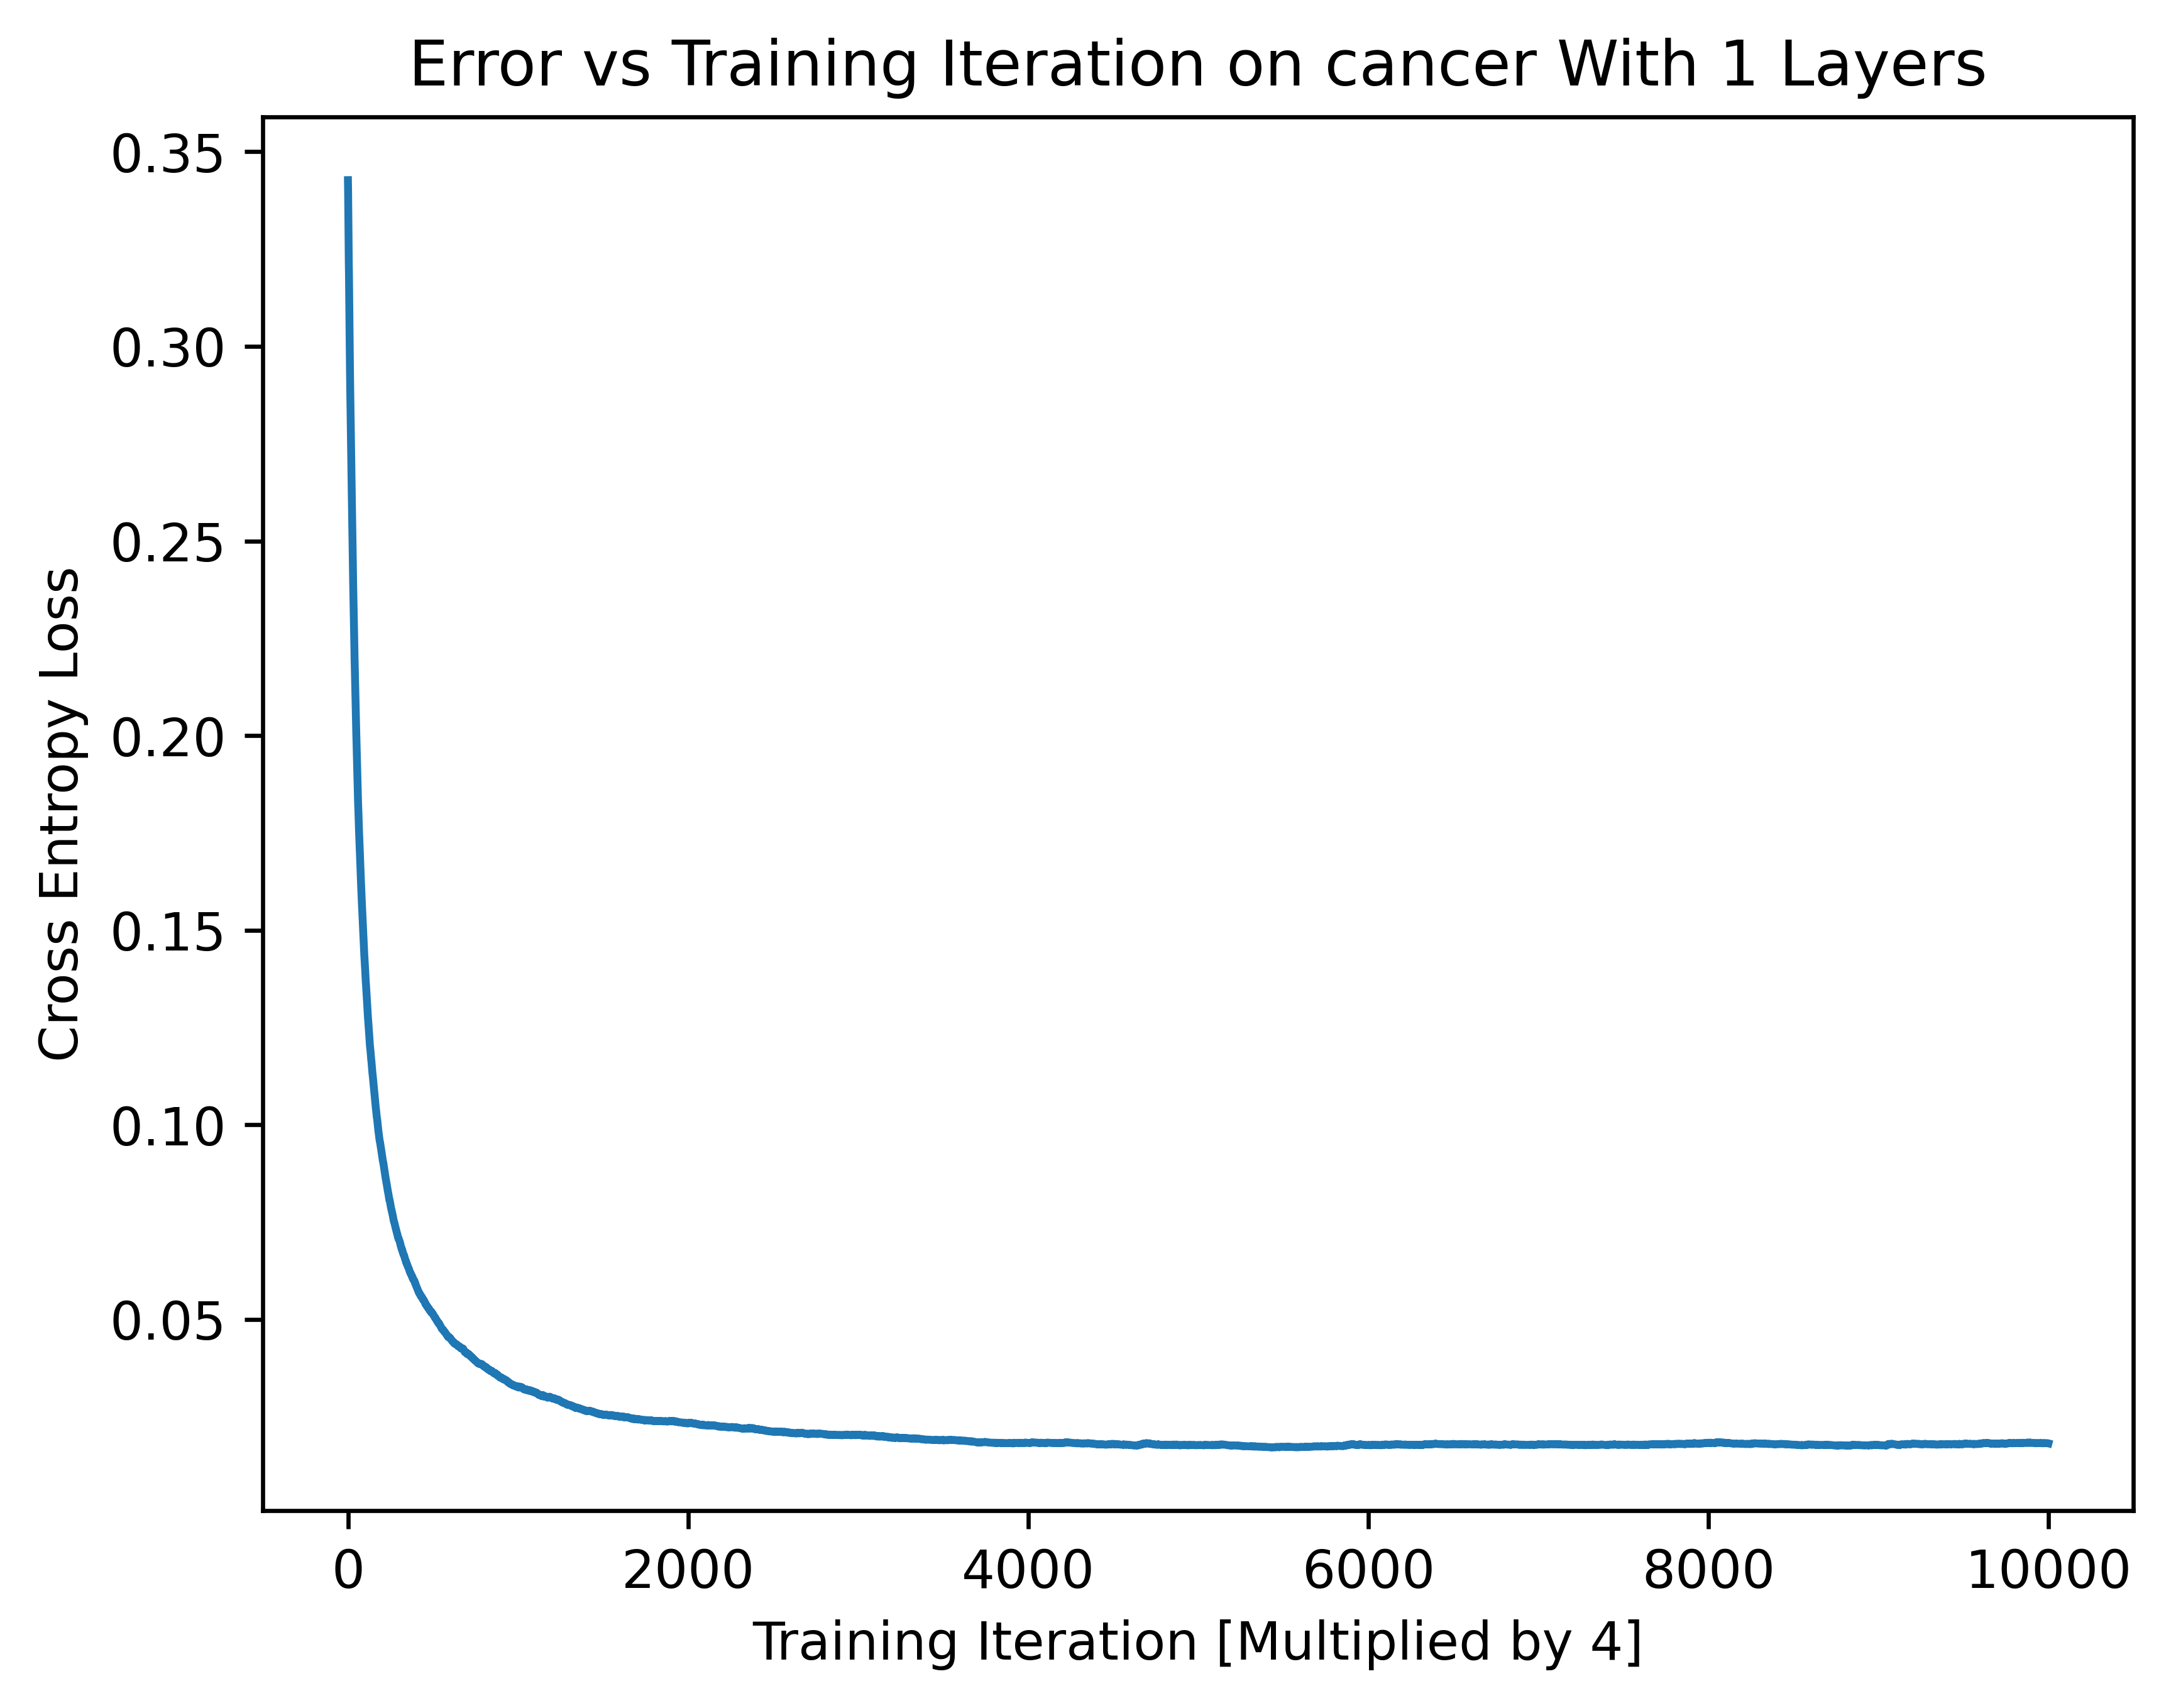 Error vs Training Iteration on cancer With 1 Layers
0.35
0.30
0.25
0.20
0.15
0.10
0.05
Cross Entropy Loss
0 2000 4000 6000 8000 10000
Training Iteration [Multiplied by 4]